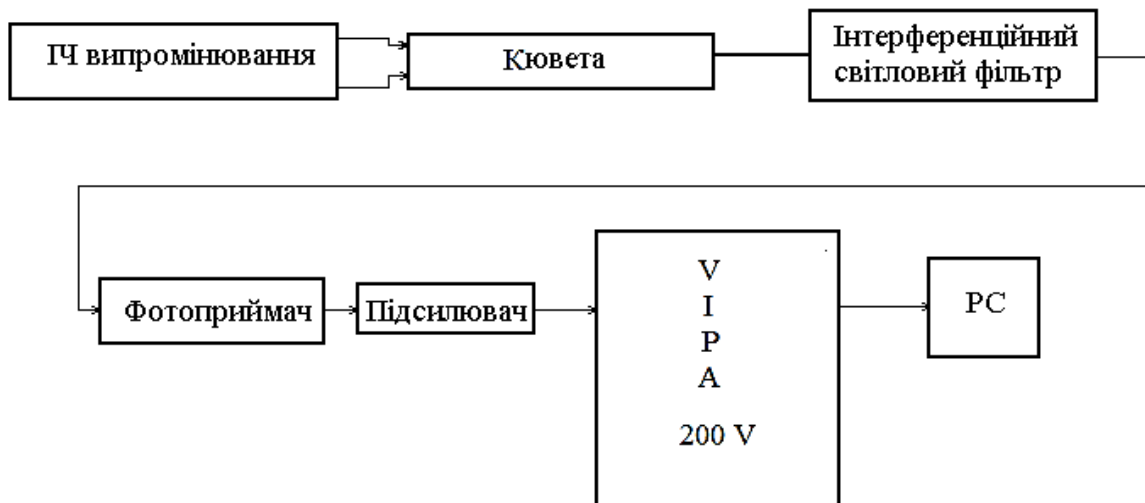 ІЧ випромінювання
Кювета
Інтерференційний
світловий фільтр
Фотоприймач
Підсилювач
V
I
P
A
200 V
PC